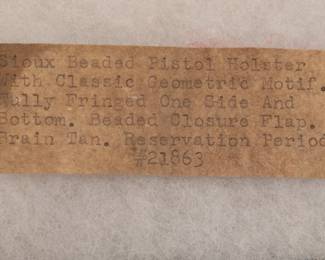 Sioux Beaded Pistol Holster
With Classic Geometric Motif.
Fully Fringed One Side And
Bottom. Beaded Closure Flap.
Brain Tan. Reservation Period
#21863